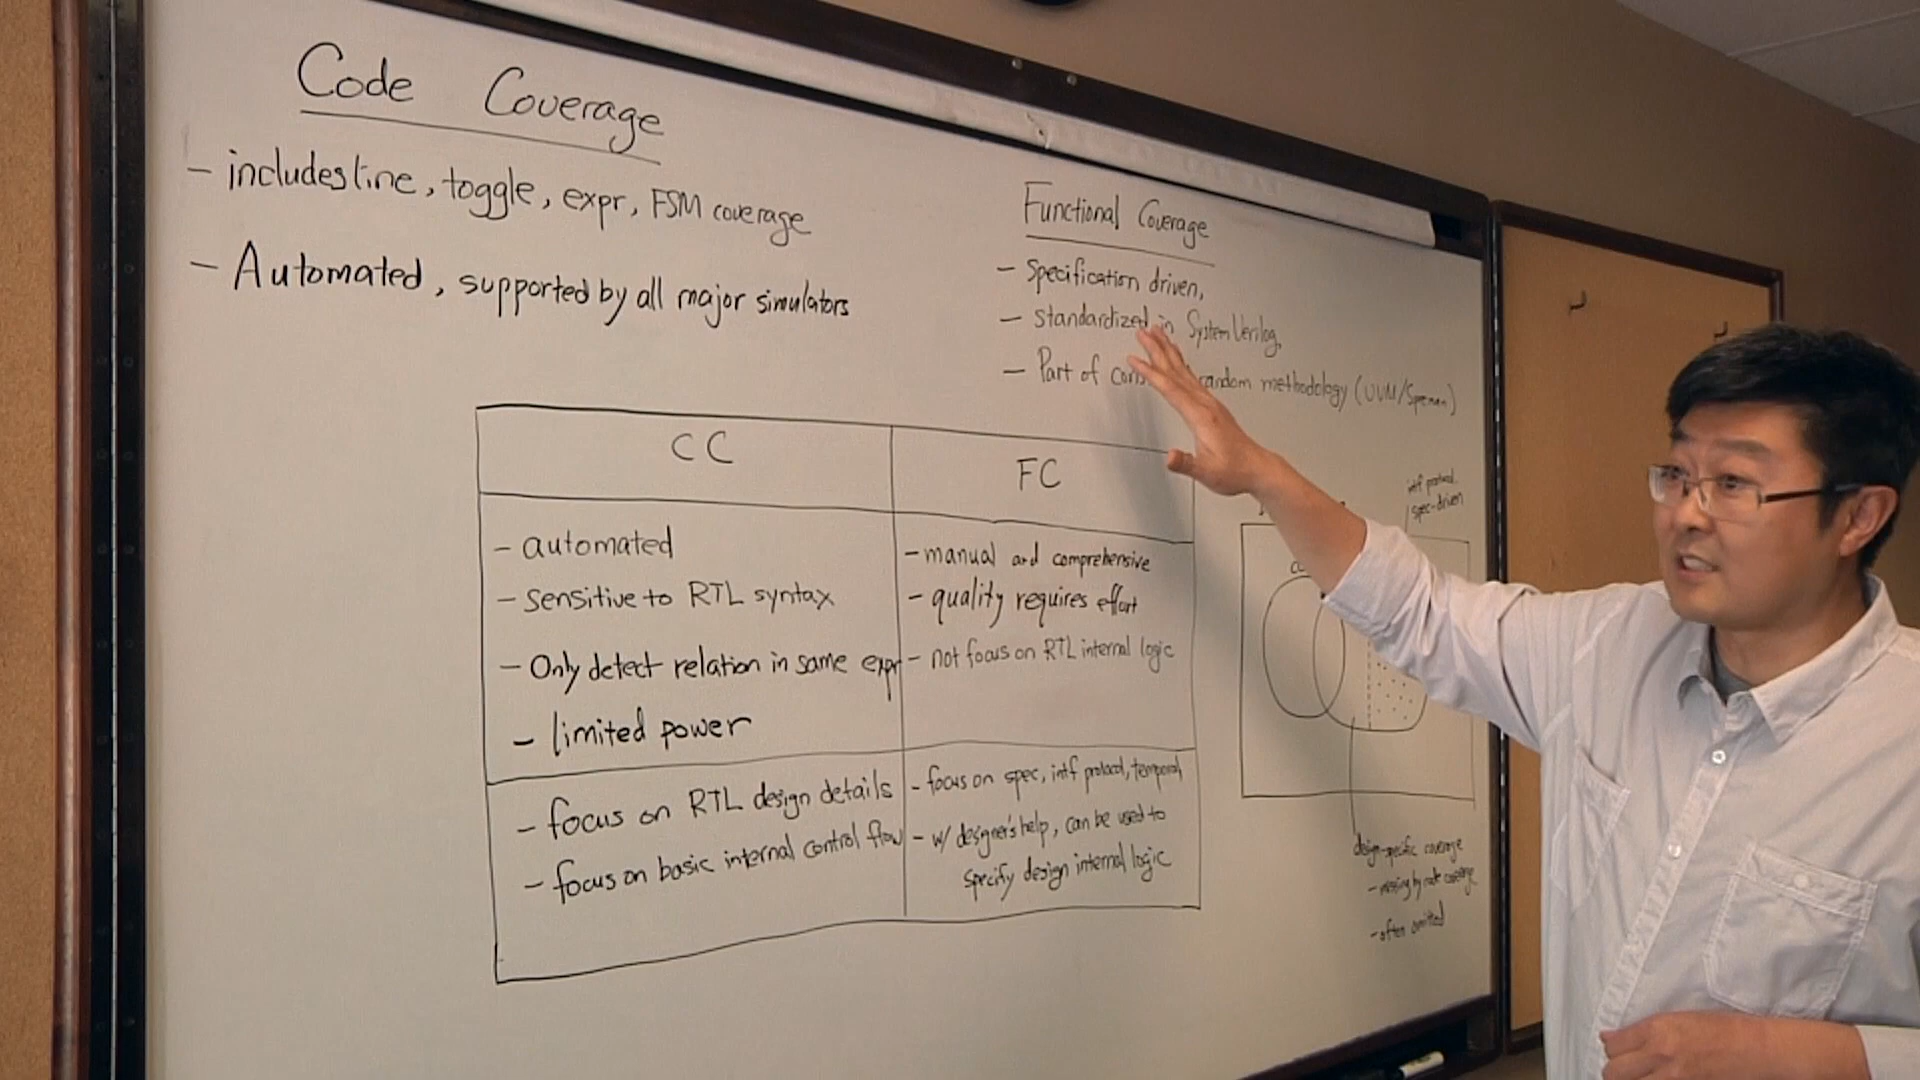 Code Coverage
- includes line, toggle, expr, FSM coverage
- Automated, supported by all major simulators
Functional Coverage
- Specification driven,
- standardized in SystemVerilog,
- Part of random methodology (UVM/Specman)
CC
- automated
- sensitive to RTL syntax
- Only detect relation in same expr
- limited power
- focus on RTL design details
- focus on basic internal control flow
FC
- manual and comprehensive
- quality requires effort
- not focus on RTL internal logic
- focus on spec, intf protocol, temporal,
- w/ designer's help, can be used to
specify design internal logic
intf protocol
spec-driven
design-specific coverage
- missing by code coverage
- often omitted